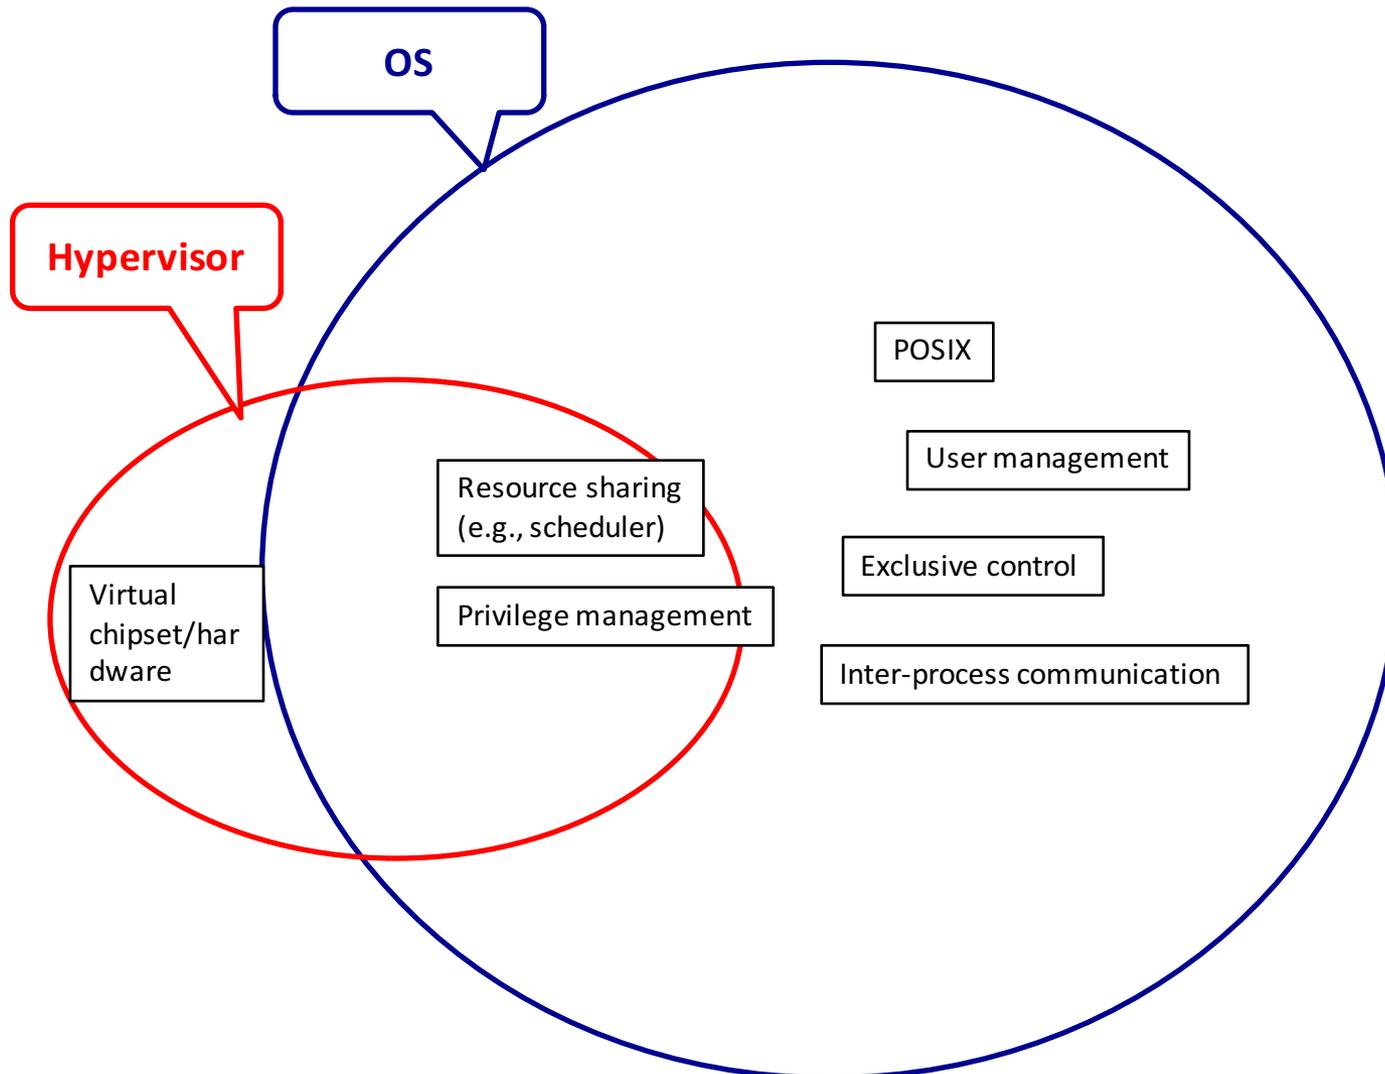 OS
Hypervisor
POSIX
User management
Resource sharing
(e.g., scheduler)
Exclusive control
Virtual
chipset/har
dware
Privilege management
Inter-process communication